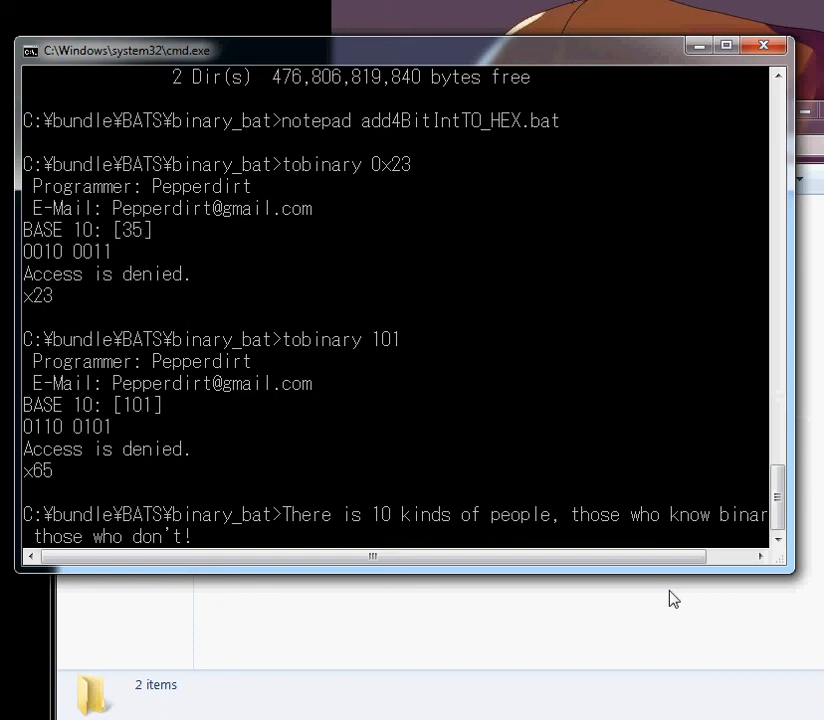 C:\Windows\system32\cmd.exe
2 Dir(s) 476,806,819,840 bytes free
C:¥bundle¥BATS¥binary_bat>notepad add4BitIntTO_HEX.bat
C:¥bundle¥BATS¥binary_bat>tobinary 0x23
Programmer: Pepperdirt
E-Mail: Pepperdirt@gmail.com
BASE 10: [35]
0010 0011
Access is denied.
x23
C:¥bundle¥BATS¥binary_bat>tobinary 101
Programmer: Pepperdirt
E-Mail: Pepperdirt@gmail.com
BASE 10: [101]
0110 0101
Access is denied.
x65
C:¥bundle¥BATS¥binary_bat>There is 10 kinds of people, those who know binar
those who don't!
2 items